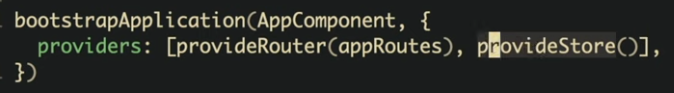 bootstrapApplication(AppComponent, {
  providers: [provideRouter(appRoutes), provideStore()],
})